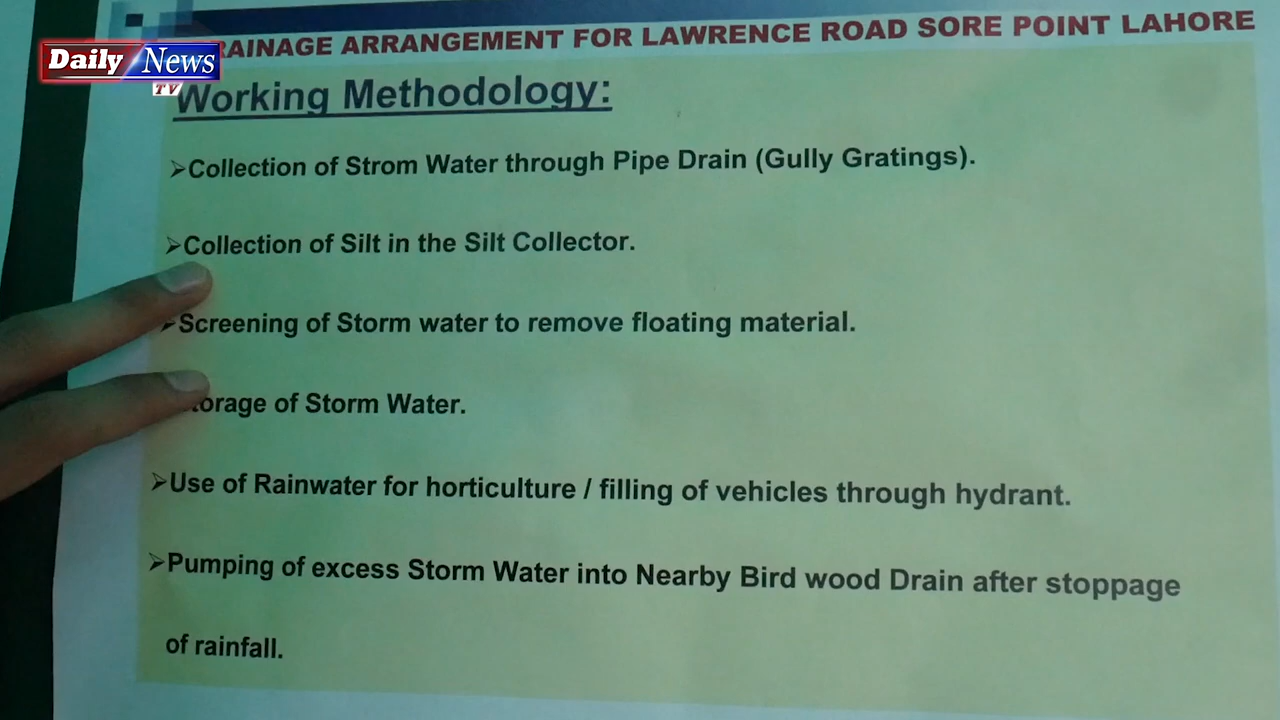 Daily News
TV
RAINAGE ARRANGEMENT FOR LAWRENCE ROAD SORE POINT LAHORE
Working Methodology:
➢Collection of Strom Water through Pipe Drain (Gully Gratings).
➢Collection of Silt in the Silt Collector.
➢Screening of Storm water to remove floating material.
torage of Storm Water.
➢Use of Rainwater for horticulture / filling of vehicles through hydrant.
➢Pumping of excess Storm Water into Nearby Bird wood Drain after stoppage
of rainfall.